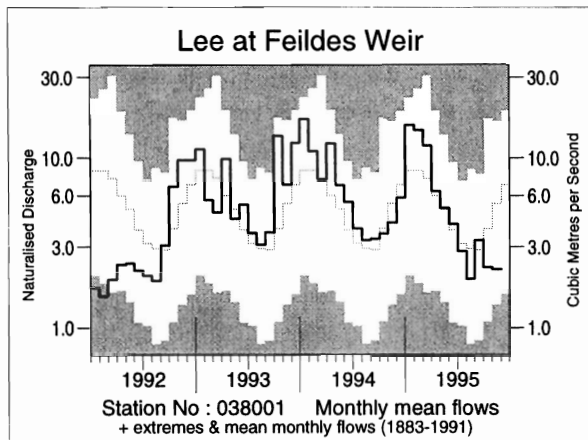 Lee at Feildes Weir
30.0
10.0
6.0
3.0
1.0
Naturalised Discharge
30.0
10.0
6.0
3.0
1.0
Cubic Metres per Second
1992 1993 1994 1995
Station No : 038001 Monthly mean flows
+ extremes & mean monthly flows (1883-1991)